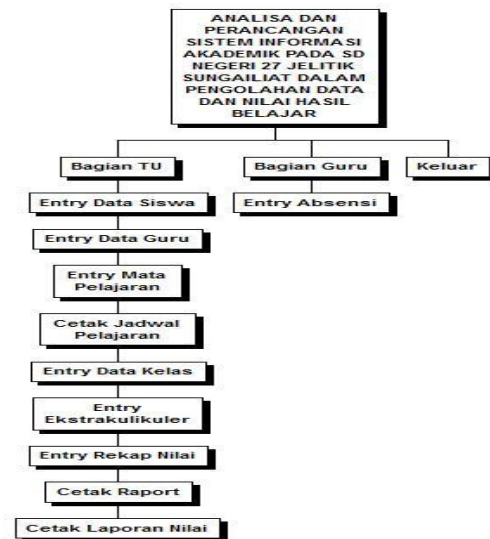 ANALISA DAN
PERANCANGAN
SISTEM INFORMASI
AKADEMIK PADA SD
NEGERI 27 JELITIK
SUNGAILIAT DALAM
PENGOLAHAN DATA
DAN NILAI HASIL
BELAJAR
Bagian TU
Bagian Guru
Keluar
Entry Data Siswa
Entry Absensi
Entry Data Guru
Entry Mata
Pelajaran
Cetak Jadwal
Pelajaran
Entry Data Kelas
Entry
Ekstrakulikuler
Entry Rekap Nilai
Cetak Raport
Cetak Laporan Nilai